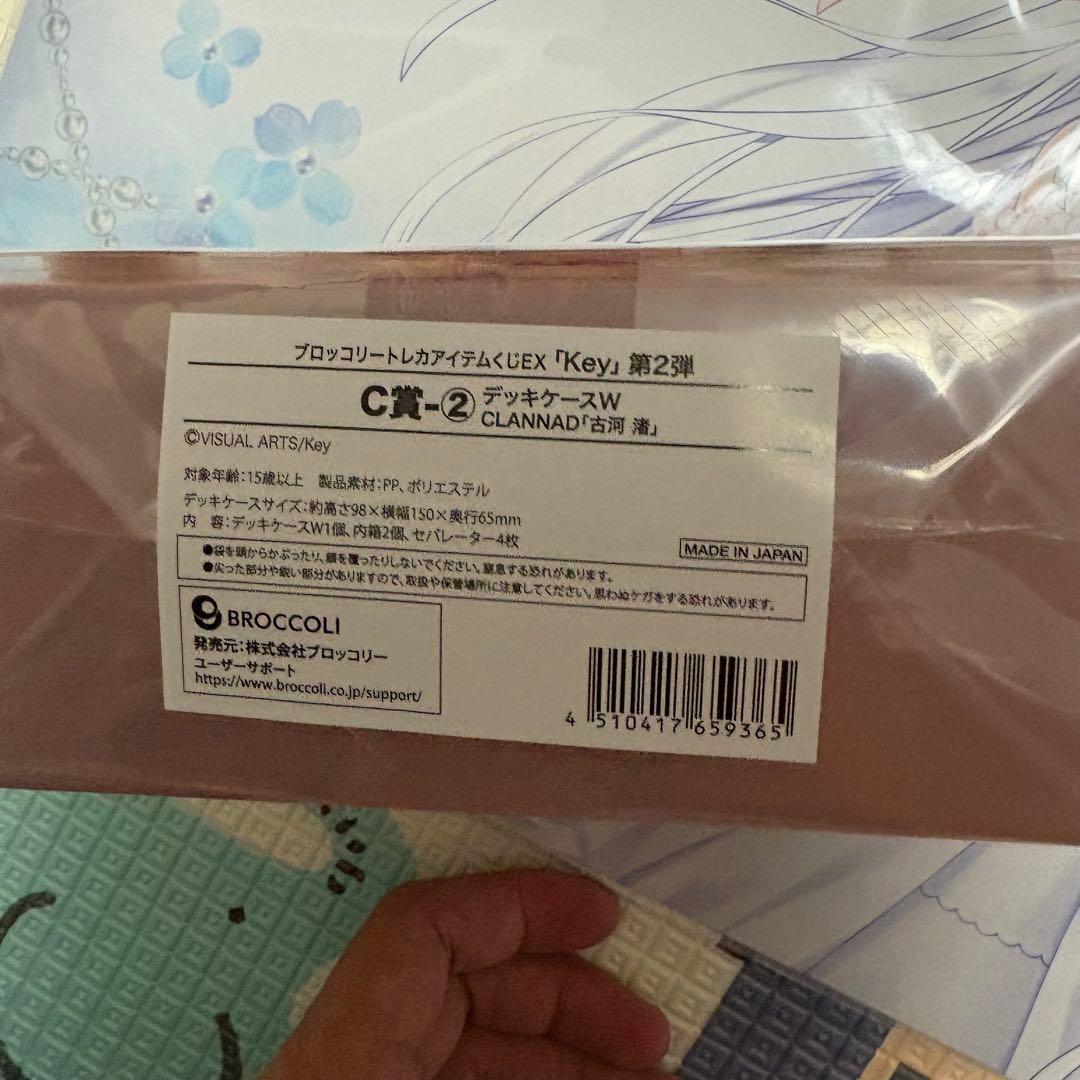 ブロッコリートレカアイテムくじEX「Key」第2弾
C賞-② デッキケースW
CLANNAD「古河 渚」
©VISUAL ARTS/Key
対象年齢:15歳以上 製品素材:PP、ポリエステル
デッキケースサイズ:約高さ98×横幅150×奥行65mm
内 容:デッキケースW1個、内箱2個、セパレーター4枚
MADE IN JAPAN
●袋を頭からかぶったり、顔を覆ったりしないでください。窒息する恐れがあります。
●尖った部分や鋭い部分がありますので、取扱や保管場所に注意してください。思わぬケガをする恐れがあります。
BROCCOLI
発売元:株式会社ブロッコリー
ユーザーサポート
https://www.broccoli.co.jp/support/
4 510417 659365